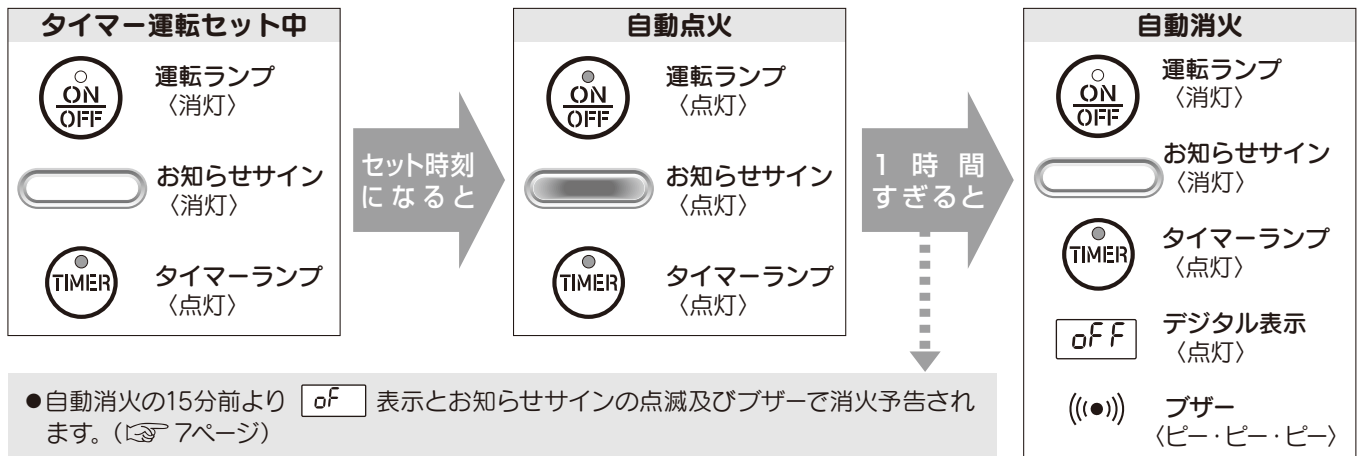 タイマー運転セット中
ON
OFF
運転ランプ
〈消灯〉
お知らせサイン
〈消灯〉
TIMER
タイマーランプ
〈点灯〉
セット時刻
になると
自動点火
ON
OFF
運転ランプ
〈点灯〉
お知らせサイン
〈点灯〉
TIMER
タイマーランプ
〈点灯〉
1時間
すぎると
自動消火
ON
OFF
運転ランプ
〈消灯〉
お知らせサイン
〈消灯〉
TIMER
タイマーランプ
〈点灯〉
oFF
デジタル表示
〈点灯〉
ブザー
〈ピー・ピー・ピー〉
●自動消火の15分前より oF 表示とお知らせサインの点滅及びブザーで消火予告され
ます。(☞ 7ページ)